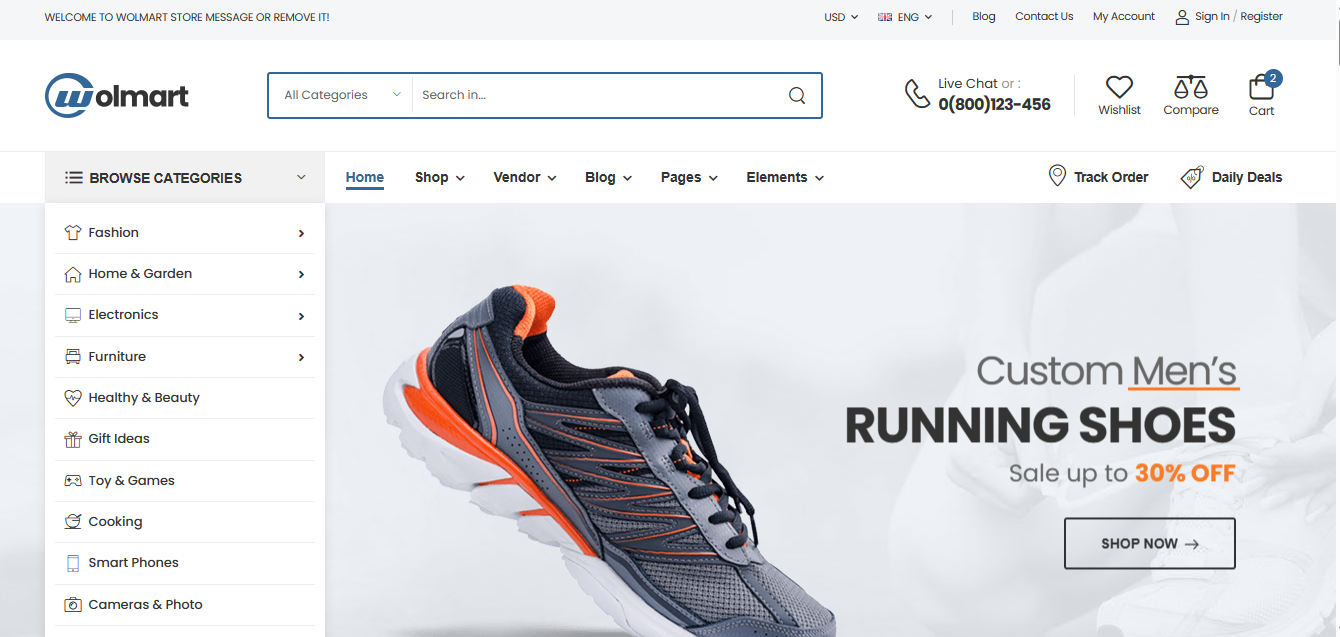 WELCOME TO WOLMART STORE MESSAGE OR REMOVE IT!
USD ENG Blog Contact Us My Account Sign In / Register
Wolmart
All Categories Search in...
Live Chat or :
0(800)123-456
Wishlist Compare 2 Cart
BROWSE CATEGORIES Home Shop Vendor Blog Pages Elements Track Order Daily Deals
Fashion
Home & Garden
Electronics
Furniture
Healthy & Beauty
Gift Ideas
Toy & Games
Cooking
Smart Phones
Cameras & Photo
Custom Men's
RUNNING SHOES
Sale up to 30% OFF
SHOP NOW →